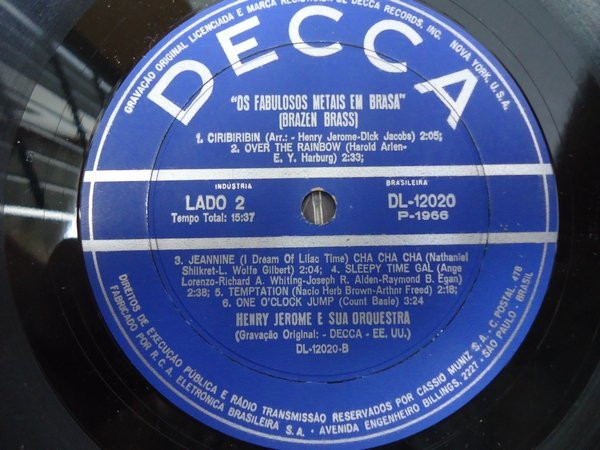 GRAVAÇÃO ORIGINAL LICENCIADA E MARCA REGISTRADA DE DECCA RECORDS, INC. NOVA YORK, U.S.A.
DECCA
"OS FABULOSOS METAIS EM BRASA"
(BRAZEN BRASS)
1. CIRIBIRIBIN (Arr.: - Henry Jerome-Dick Jacobs) 2:05;
2. OVER THE RAINBOW (Harold Arlen-
E. Y. Harburg) 2:33;
INDÚSTRIA BRASILEIRA
LADO 2 DL-12020
Tempo Total: 15:37 P-1966
3. JEANNINE (I Dream Of Lilac Time) CHA CHA CHA (Nathaniel
Shilkret-L. Wolfe Gilbert) 2:04; 4. SLEEPY TIME GAL (Ange
Lorenzo-Richard A. Whiting-Joseph R. Alden-Raymond B. Egan)
2:38; 5. TEMPTATION (Nacio Herb Brown-Arthur Freed) 2:18;
6. ONE O'CLOCK JUMP (Count Basie) 3:24
HENRY JEROME E SUA ORQUESTRA
(Gravação Original: - DECCA - EE. UU.)
DL-12020-B
DIREITOS DE EXECUÇÃO PÚBLICA E RÁDIO TRANSMISSÃO RESERVADOS POR CASSIO MUNIZ S. A. - C. POSTAL, 478
FABRICADO POR R.C.A. ELETRÔNICA BRASILEIRA S. A. - AVENIDA ENGENHEIRO BILLINGS, 2227 - SÃO PAULO - BRASIL